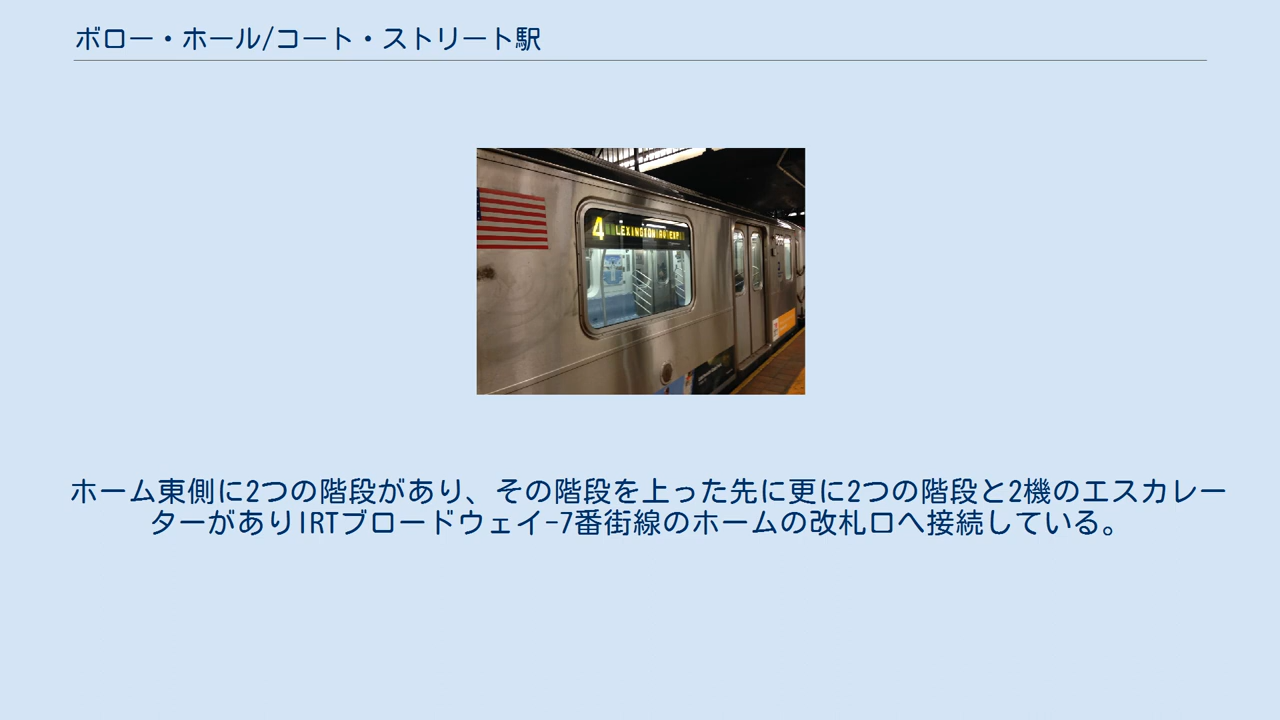 ボロー・ホール/コート・ストリート駅
4 LEXINGTON AV EXP
ホーム東側に2つの階段があり、その階段を上った先に更に2つの階段と2機のエスカレー
ターがありIRTブロードウェイ-7番街線のホームの改札口へ接続している。